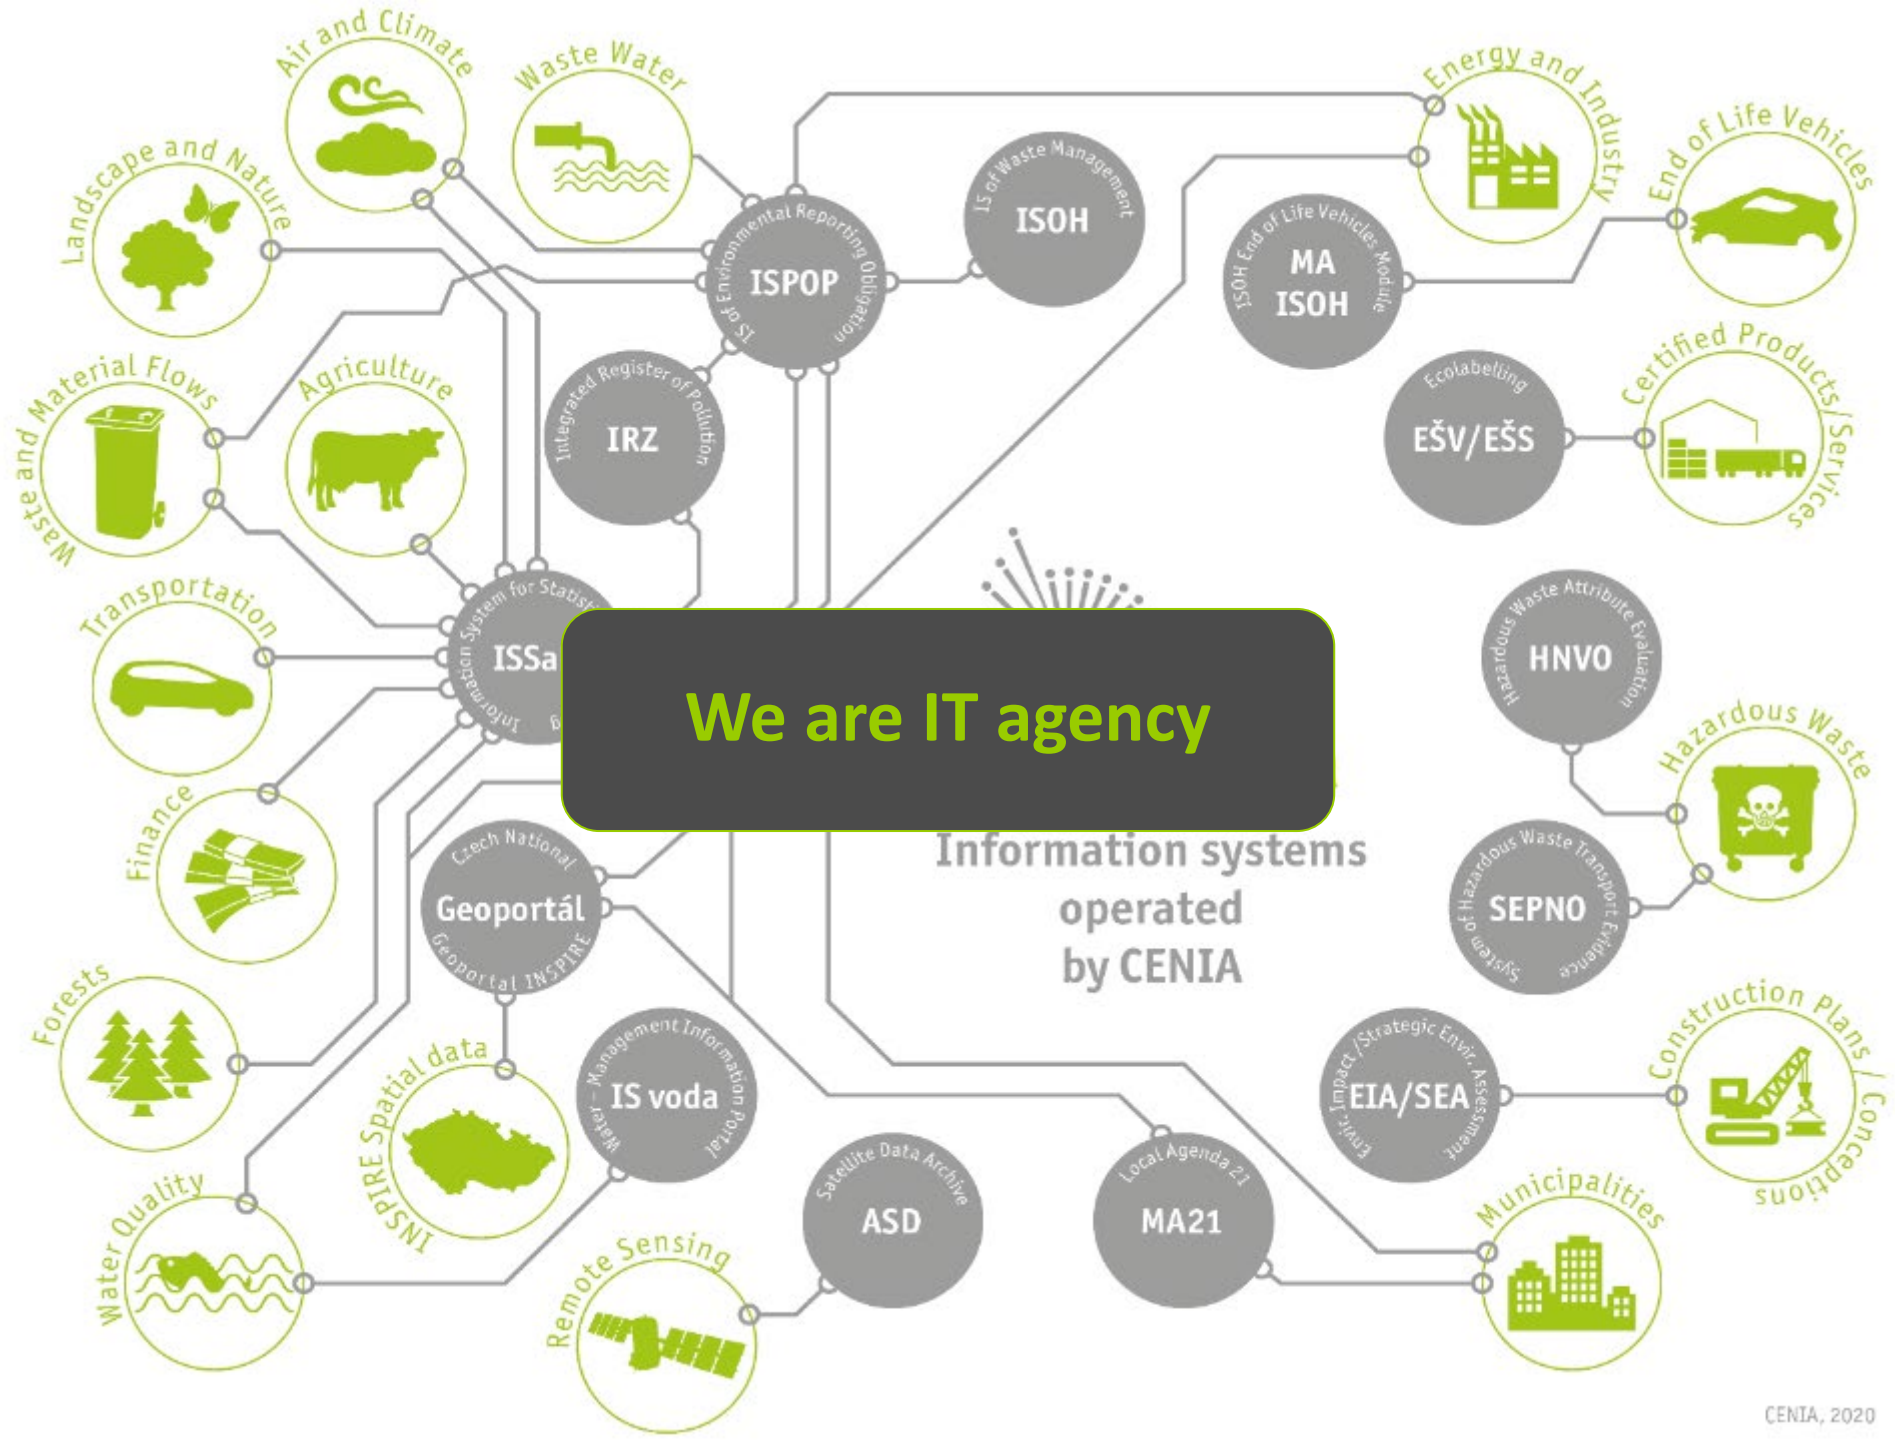 Air and Climate
Waste Water
Energy and Industry
End of Life Vehicles
Landscape and Nature
IS of Waste Management
ISOH
IS of Environmental Reporting Obligation
ISPOP
ISOH End of Life Vehicles Module
MA
ISOH
Certified Products/Services
Ecolabelling
EŠV/EŠS
Waste and Material Flows
Agriculture
Integrated Register of Pollution
IRZ
Transportation
Information System for Statist
ISSa
g
We are IT agency
Hazardous Waste Attribute Evaluation
HNVO
Hazardous Waste
Finance
Czech National
Geoportál
Geoportal INSPIRE
Information systems
operated
by CENIA
System of Hazardous Waste Transport Evidence
SEPNO
Forests
INSPIRE Spatial data
Water – Management Information Portal
IS voda
Envir. Impact /Strategic Envir. Assessment
EIA/SEA
Construction Plans / Conceptions
Water Quality
Remote Sensing
Satellite Data Archive
ASD
Local Agenda 21
MA21
Municipalities
CENIA, 2020